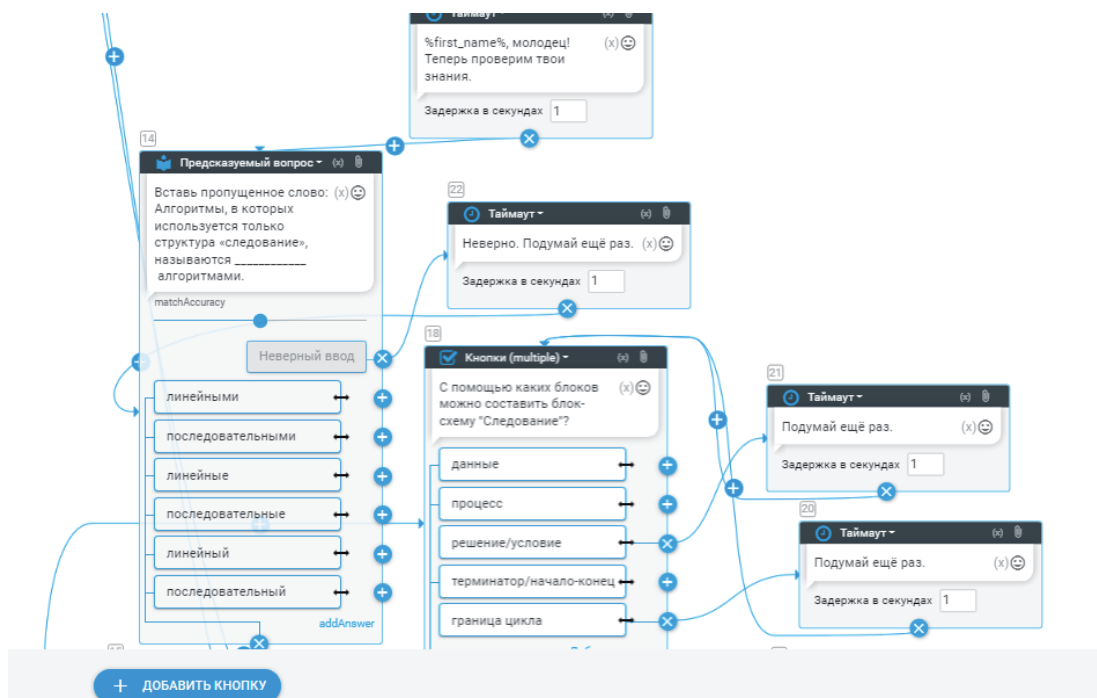 Таймаут
%first_name%, молодец! (x)
Теперь проверим твои
знания.
Задержка в секундах 1
14
Предсказуемый вопрос (x)
Вставь пропущенное слово: (x)
Алгоритмы, в которых
используется только
структура «следование»,
называются ____________
алгоритмами.
matchAccuracy
Неверный ввод
линейными
последовательными
линейные
последовательные
линейный
последовательный
addAnswer
22
Таймаут (x)
Неверно. Подумай ещё раз. (x)
Задержка в секундах 1
18
Кнопки (multiple) (x)
С помощью каких блоков (x)
можно составить блок-
схему "Следование"?
данные
процесс
решение/условие
терминатор/начало-конец
граница цикла
21
Таймаут (x)
Подумай ещё раз. (x)
Задержка в секундах 1
20
Таймаут (x)
Подумай ещё раз. (x)
Задержка в секундах 1
+ ДОБАВИТЬ КНОПКУ